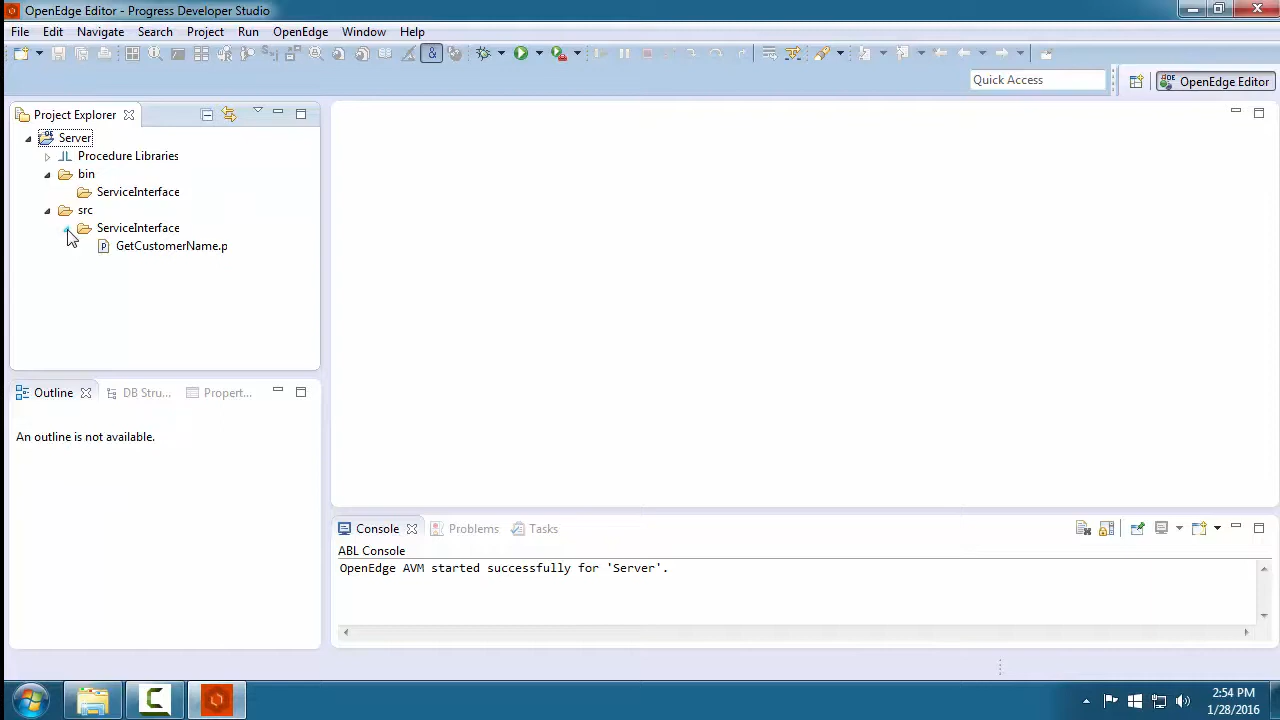 OpenEdge Editor - Progress Developer Studio
File Edit Navigate Search Project Run OpenEdge Window Help
Quick Access
OpenEdge Editor
Project Explorer
Server
Procedure Libraries
bin
ServiceInterface
src
ServiceInterface
GetCustomerName.p
Outline DB Stru... Propert...
An outline is not available.
Console Problems Tasks
ABL Console
OpenEdge AVM started successfully for 'Server'.
2:54 PM
1/28/2016